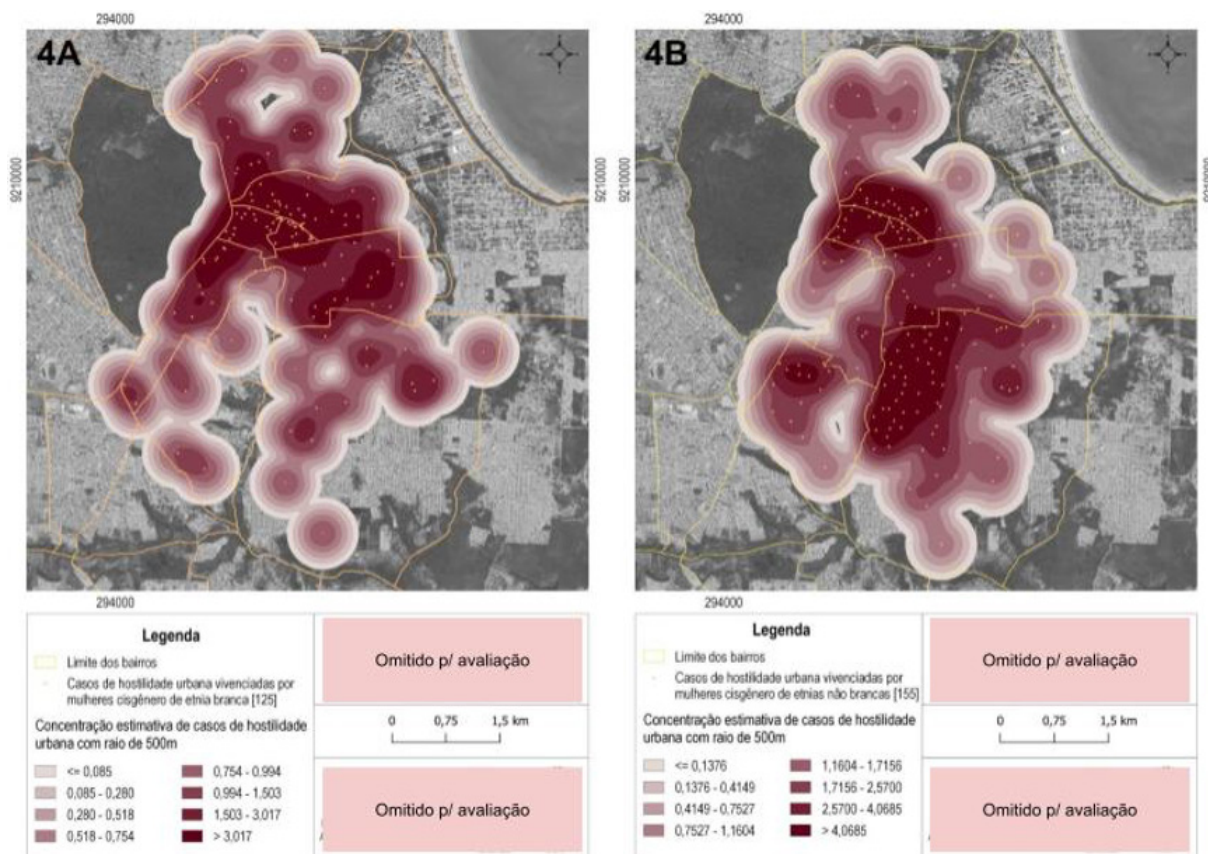 294000
4A
9210000
9210000
294000
Legenda
Limite dos bairros
Casos de hostilidade urbana vivenciadas por
mulheres cisgênero de etnia branca [125]
Concentração estimativa de casos de hostilidade
urbana com raio de 500m
<= 0,085
0,085 - 0,280
0,280 - 0,518
0,518 - 0,754
0,754 - 0.994
0,994 - 1,503
1,503 - 3,017
> 3,017
Omitido p/ avaliação
0 0,75 1,5 km
Omitido p/ avaliação
294000
4B
9210000
9210000
294000
Legenda
Limite dos bairros
Casos de hostilidade urbana vivenciadas por
mulheres cisgênero de etnias não brancas [155]
Concentração estimativa de casos de hostilidade
urbana com raio de 500m
<= 0,1376
0,1376 - 0,4149
0,4149 - 0,7527
0,7527 - 1,1604
1,1604 - 1,7156
1,7156 - 2,5700
2,5700 - 4,0685
> 4,0685
Omitido p/ avaliação
0 0,75 1,5 km
Omitido p/ avaliação